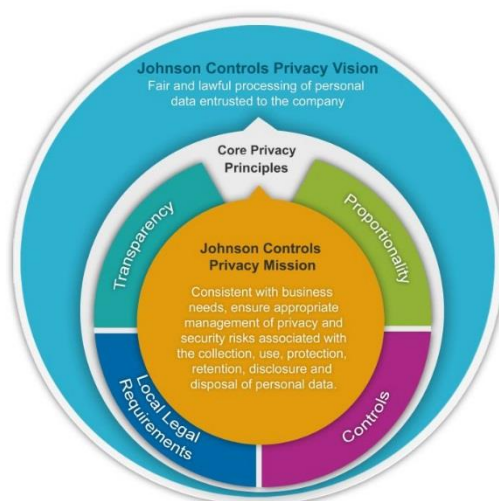 Johnson Controls Privacy Vision
Fair and lawful processing of personal
data entrusted to the company
Core Privacy
Principles
Transparency
Proportionality
Johnson Controls
Privacy Mission
Consistent with business
needs, ensure appropriate
management of privacy and
security risks associated with
the collection, use, protection,
retention, disclosure and
disposal of personal data.
Local Legal
Requirements
Controls